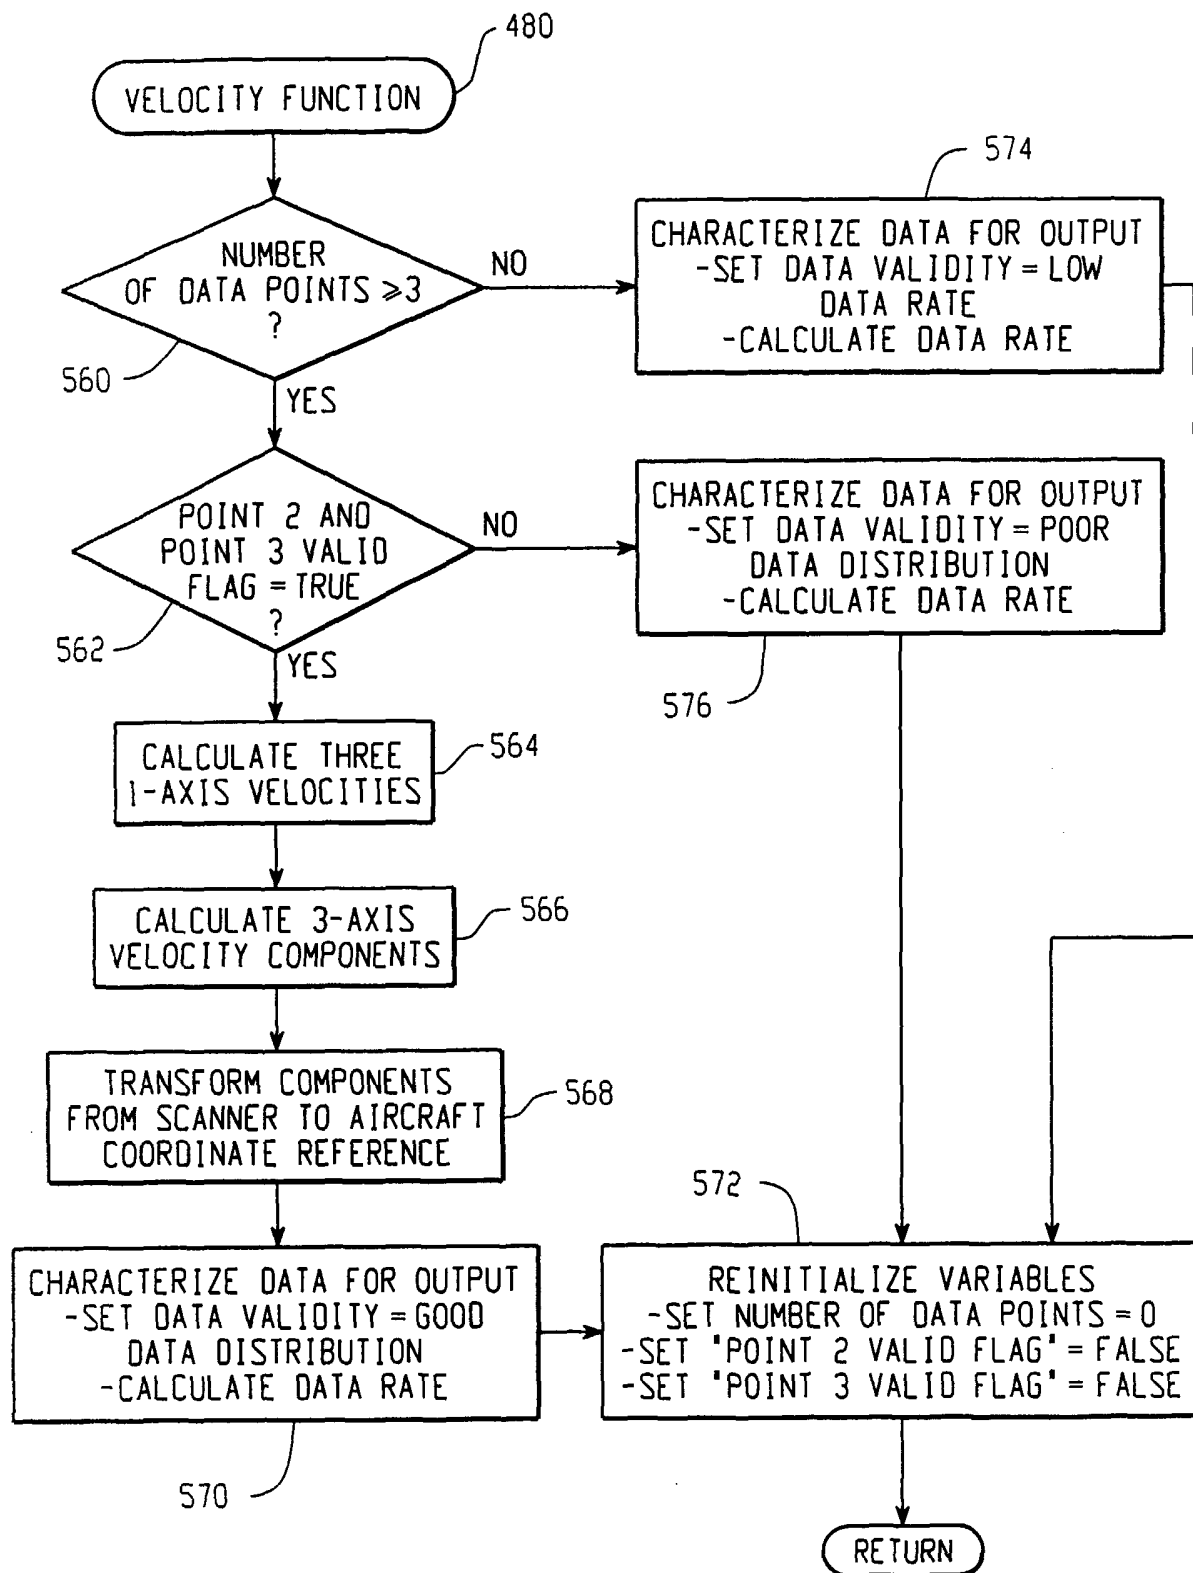 480
VELOCITY FUNCTION
574
NUMBER
OF DATA POINTS ⩾3
?
NO
560
YES
CHARACTERIZE DATA FOR OUTPUT
-SET DATA VALIDITY = LOW
DATA RATE
-CALCULATE DATA RATE
POINT 2 AND
POINT 3 VALID
FLAG = TRUE
?
NO
562
YES
CHARACTERIZE DATA FOR OUTPUT
-SET DATA VALIDITY = POOR
DATA DISTRIBUTION
-CALCULATE DATA RATE
576
CALCULATE THREE
1-AXIS VELOCITIES
564
CALCULATE 3-AXIS
VELOCITY COMPONENTS
566
TRANSFORM COMPONENTS
FROM SCANNER TO AIRCRAFT
COORDINATE REFERENCE
568
572
CHARACTERIZE DATA FOR OUTPUT
-SET DATA VALIDITY = GOOD
DATA DISTRIBUTION
-CALCULATE DATA RATE
570
REINITIALIZE VARIABLES
-SET NUMBER OF DATA POINTS = 0
-SET "POINT 2 VALID FLAG" = FALSE
-SET "POINT 3 VALID FLAG" = FALSE
RETURN